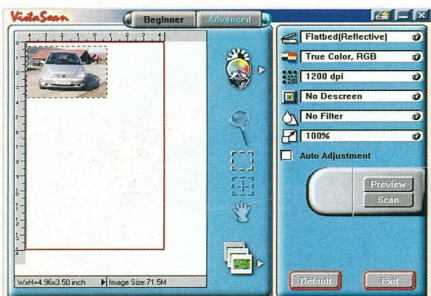 VistaScan
Beginner
Advanced
Flatbed(Reflective)
True Color, RGB
1200 dpi
No Descreen
No Filter
100%
Auto Adjustment
Preview
Scan
WxH=4.96x3.50 inch
Image Size:71.5M
Default
Exit